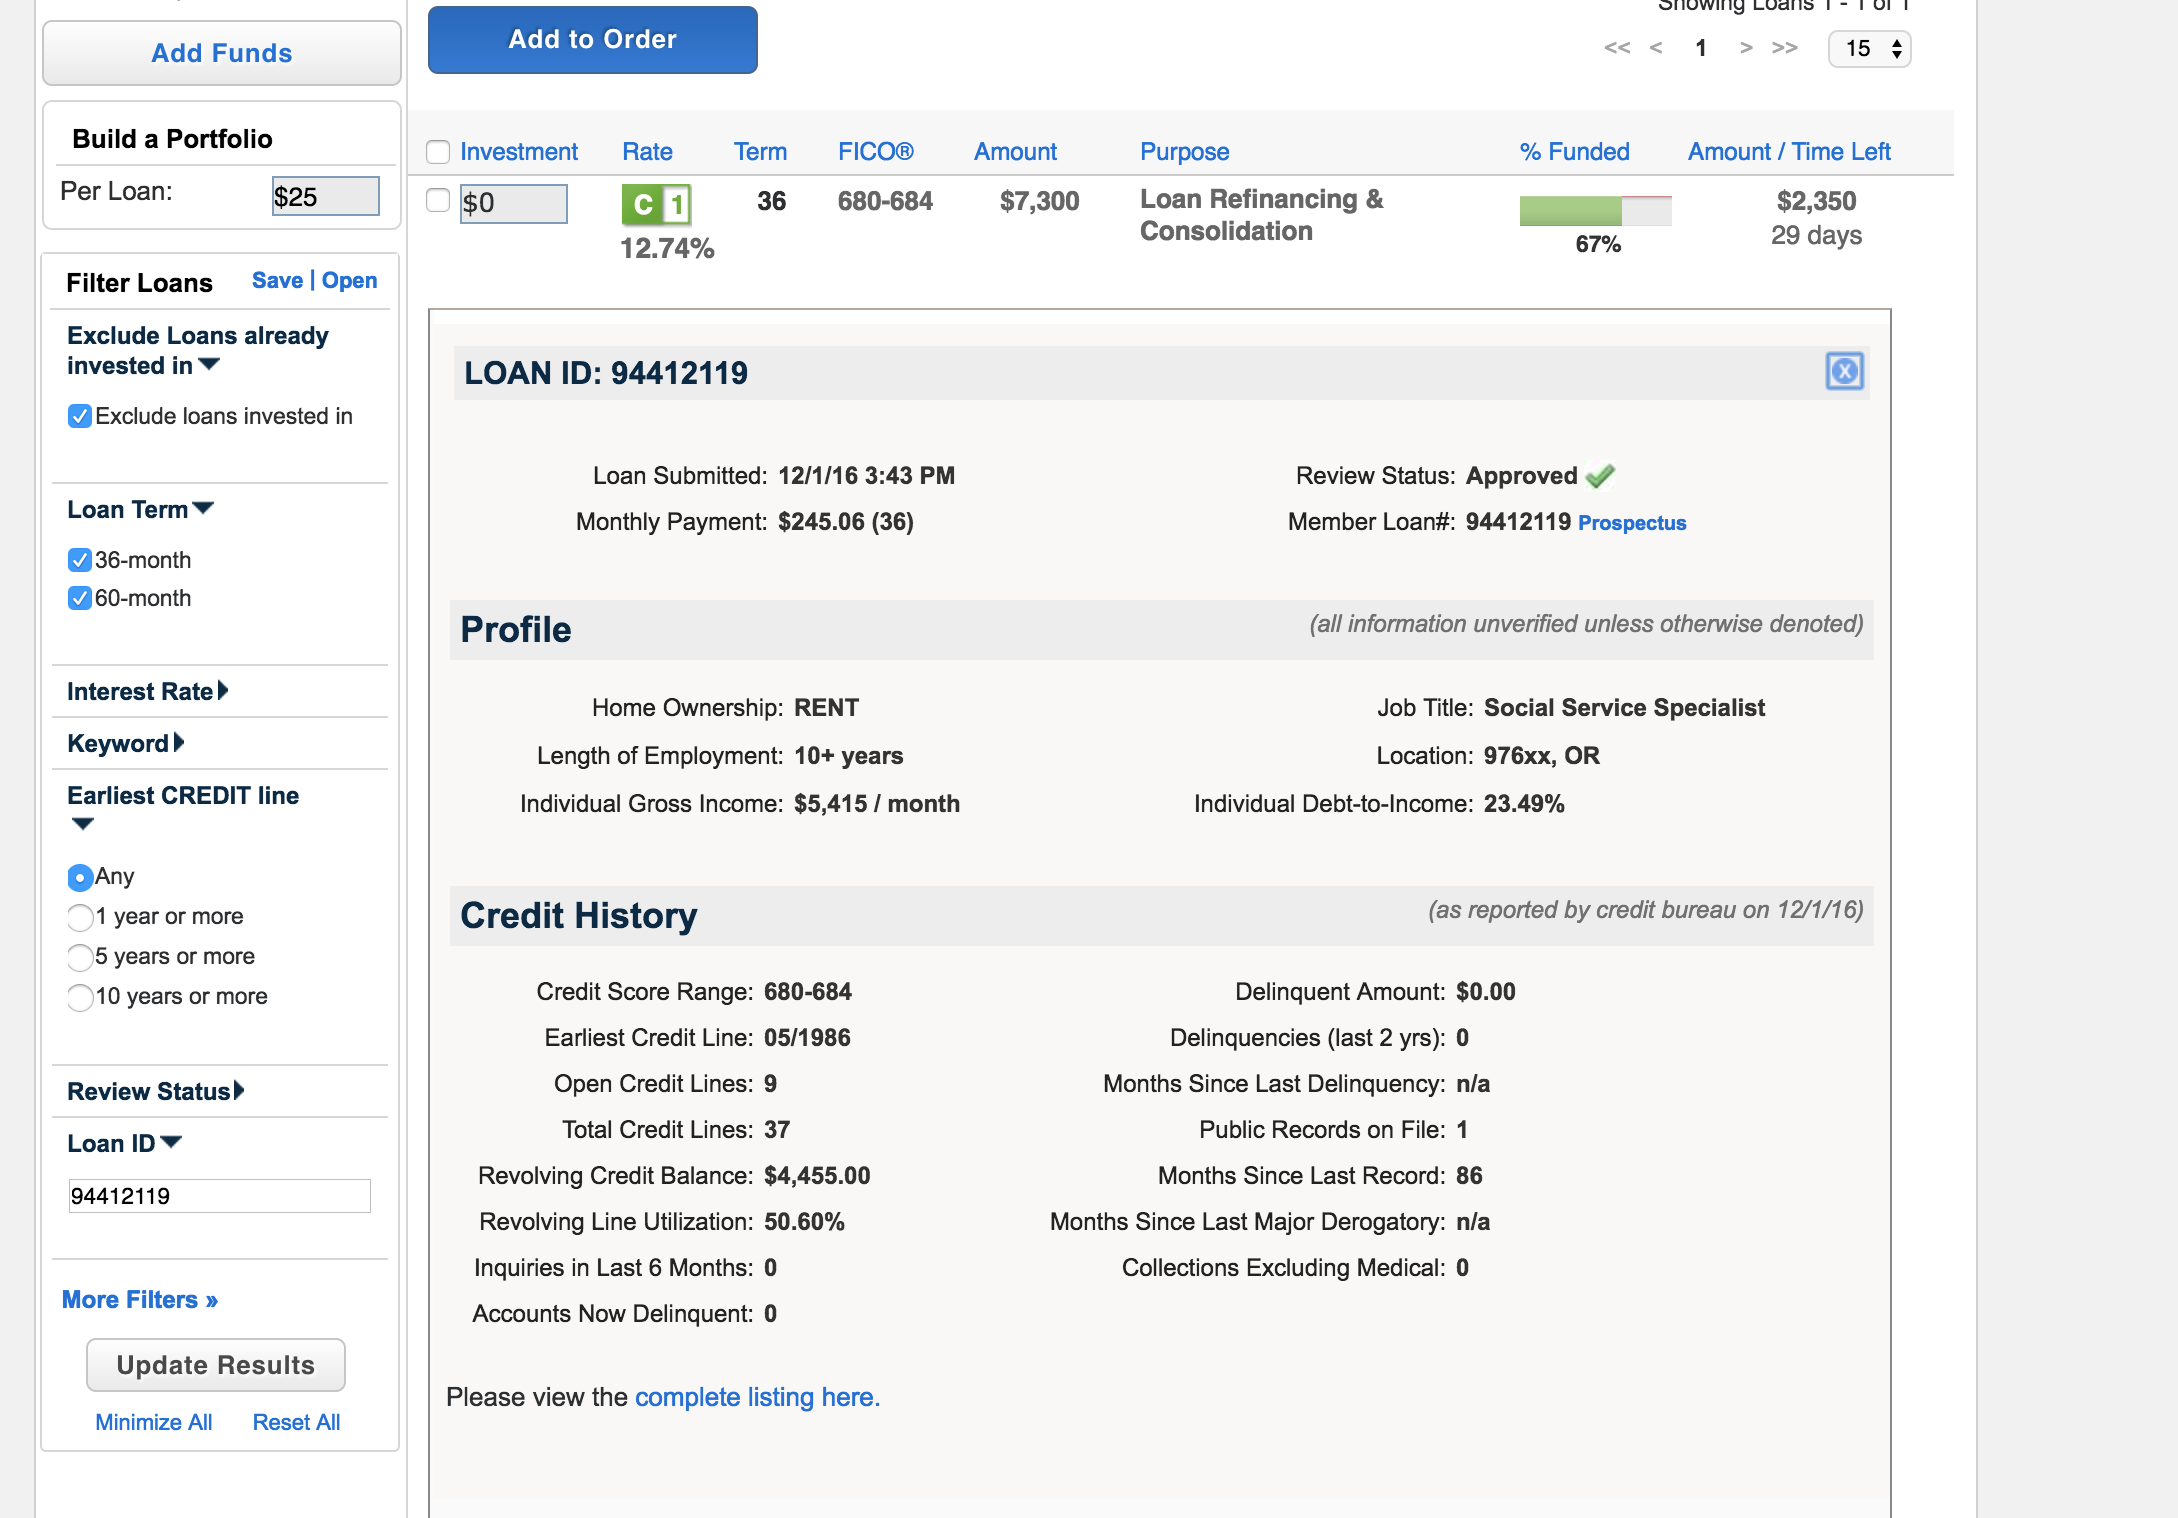 Showing Loans 1 - 1 of 1
Add Funds
Add to Order
<< < 1 > >> 15
Build a Portfolio
Per Loan: $25
Investment Rate Term FICO® Amount Purpose % Funded Amount / Time Left
$0 C 1 36 680-684 $7,300 Loan Refinancing & $2,350
12.74% Consolidation 67% 29 days
Filter Loans Save | Open
Exclude Loans already
invested in
Exclude loans invested in
Loan Term
36-month
60-month
Interest Rate
Keyword
Earliest CREDIT line
Any
1 year or more
5 years or more
10 years or more
Review Status
Loan ID
94412119
More Filters »
Update Results
Minimize All Reset All
LOAN ID: 94412119
X
Loan Submitted: 12/1/16 3:43 PM Review Status: Approved
Monthly Payment: $245.06 (36) Member Loan#: 94412119 Prospectus
Profile (all information unverified unless otherwise denoted)
Home Ownership: RENT Job Title: Social Service Specialist
Length of Employment: 10+ years Location: 976xx, OR
Individual Gross Income: $5,415 / month Individual Debt-to-Income: 23.49%
Credit History (as reported by credit bureau on 12/1/16)
Credit Score Range: 680-684 Delinquent Amount: $0.00
Earliest Credit Line: 05/1986 Delinquencies (last 2 yrs): 0
Open Credit Lines: 9 Months Since Last Delinquency: n/a
Total Credit Lines: 37 Public Records on File: 1
Revolving Credit Balance: $4,455.00 Months Since Last Record: 86
Revolving Line Utilization: 50.60% Months Since Last Major Derogatory: n/a
Inquiries in Last 6 Months: 0 Collections Excluding Medical: 0
Accounts Now Delinquent: 0
Please view the complete listing here.